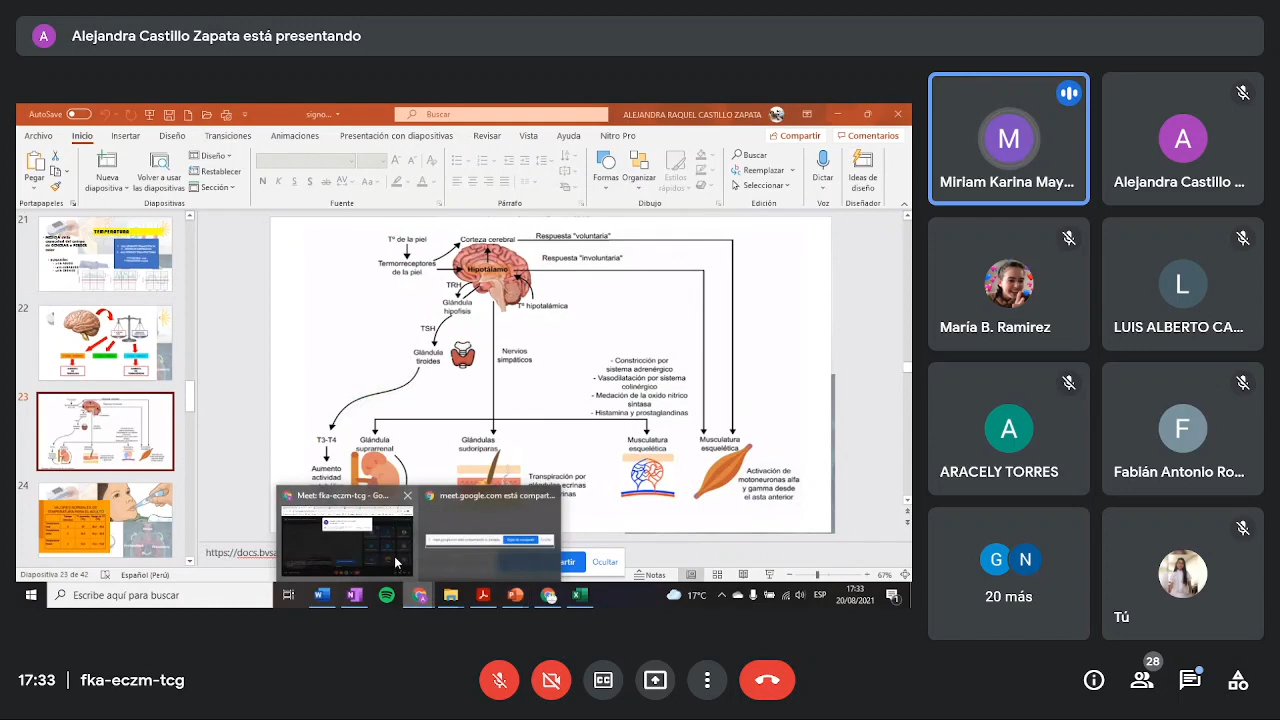 A
Alejandra Castillo Zapata está presentando
AutoSave
signo...
Buscar
ALEJANDRA RAQUEL CASTILLO ZAPATA
Archivo
Inicio
Insertar
Diseño
Transiciones
Animaciones
Presentación con diapositivas
Revisar
Vista
Ayuda
Nitro Pro
Compartir
Comentarios
Pegar
Nueva
diapositiva
Volver a usar
las diapositivas
Diseño
Restablecer
Sección
Formas
Organizar
Estilos
rápidos
Buscar
Reemplazar
Seleccionar
Dictar
Ideas de
diseño
Portapapeles
Diapositivas
Fuente
Párrafo
Dibujo
Edición
Voz
Diseñador
21
TEMPERATURA
22
23
24
Tº de la piel
Termoreceptores
de la piel
Corteza cerebral
Hipotálamo
Respuesta "voluntaria"
Respuesta "involuntaria"
TRH
Glándula
hipofisis
Tº hipotalámica
TSH
Glándula
tiroides
Nervios
simpáticos
- Constricción por
sistema adrenérgico
- Vasodilatación por sistema
colinérgico
- Medación de la oxido nítrico
sintasa
- Histamina y prostaglandinas
T3-T4
Aumento
actividad
Glándula
suprarrenal
Glándulas
sudoríparas
Transpiración por
Musculatura
esquelética
Musculatura
esquelética
Activación de
motoneuronas alfa
y gamma desde
el asta anterior
Meet: fka-eczm-tcg - Go...
meet.google.com está compart...
https://docs.bvsa
Ocultar
Diapositiva 23 de 42
Español (Perú)
Notas
67%
Escribe aquí para buscar
17°C
ESP
17:33
20/08/2021
M
Miriam Karina May...
A
Alejandra Castillo ...
María B. Ramirez
L
LUIS ALBERTO CA...
A
ARACELY TORRES
F
Fabián Antonio Ro...
G
N
20 más
Tú
17:33
fka-eczm-tcg
28